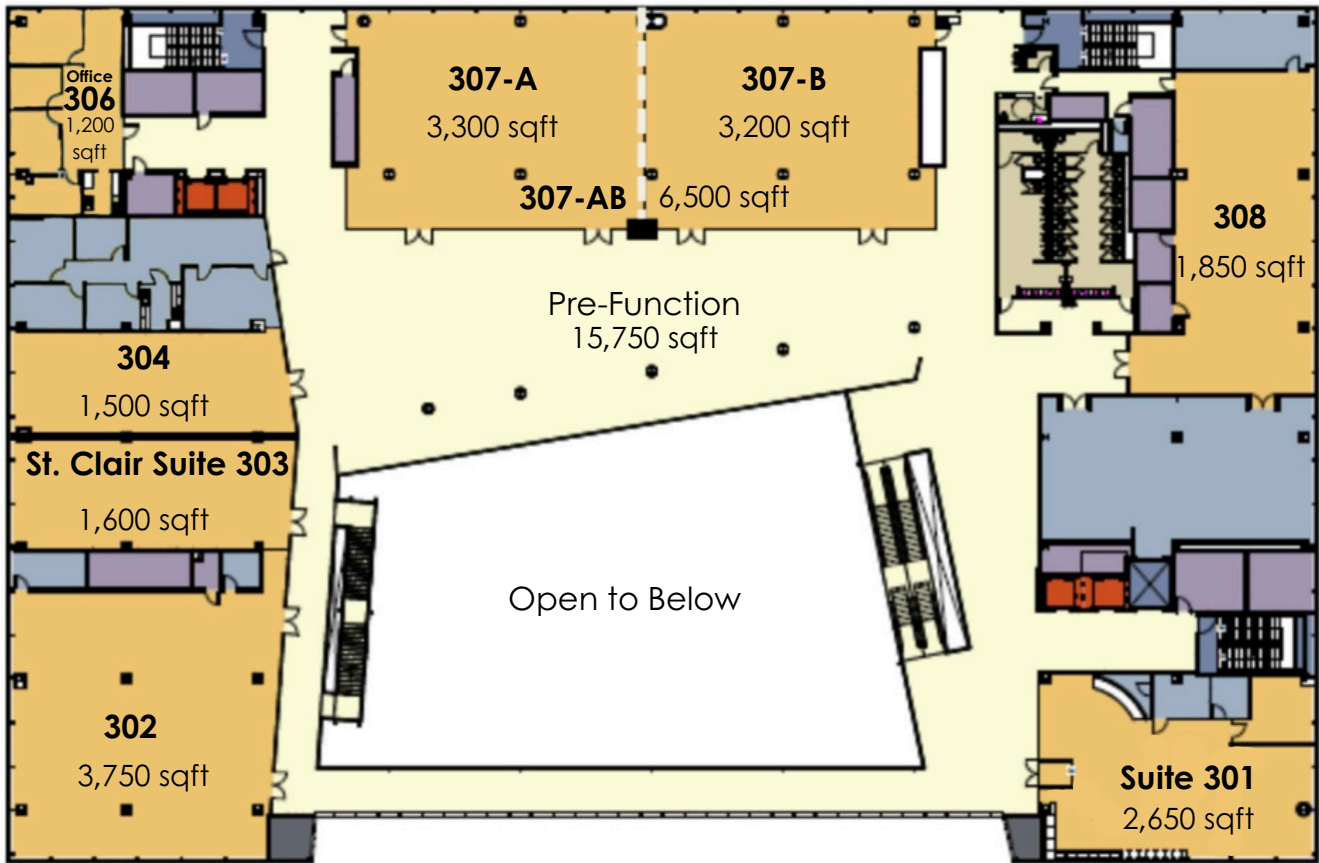 Office
306
1,200
sqft
307-A
3,300 sqft
307-B
3,200 sqft
307-AB 6,500 sqft
308
1,850 sqft
Pre-Function
15,750 sqft
304
1,500 sqft
St. Clair Suite 303
1,600 sqft
Open to Below
302
3,750 sqft
Suite 301
2,650 sqft